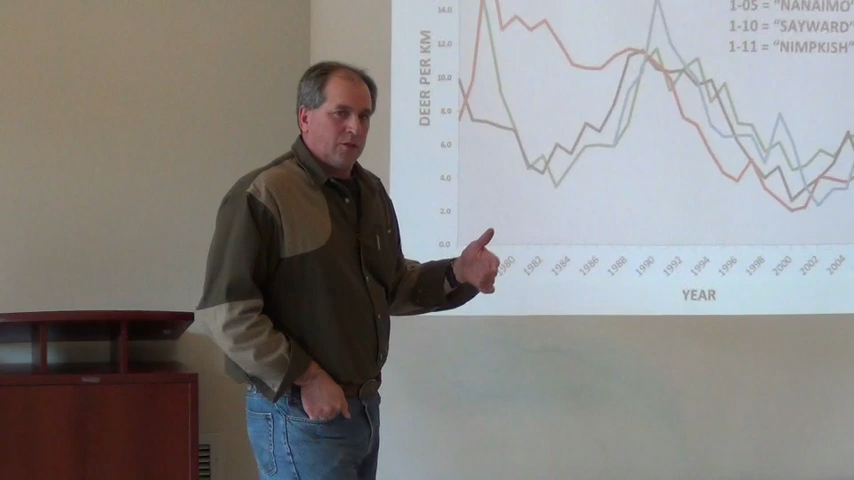 1-05 = "NANAIMO"
1-10 = "SAYWARD"
1-11 = "NIMPKISH"
DEER PER KM
14.0
12.0
10.0
8.0
6.0
4.0
2.0
0.0
1980 1982 1984 1986 1988 1990 1992 1994 1996 1998 2000 2002 2004
YEAR